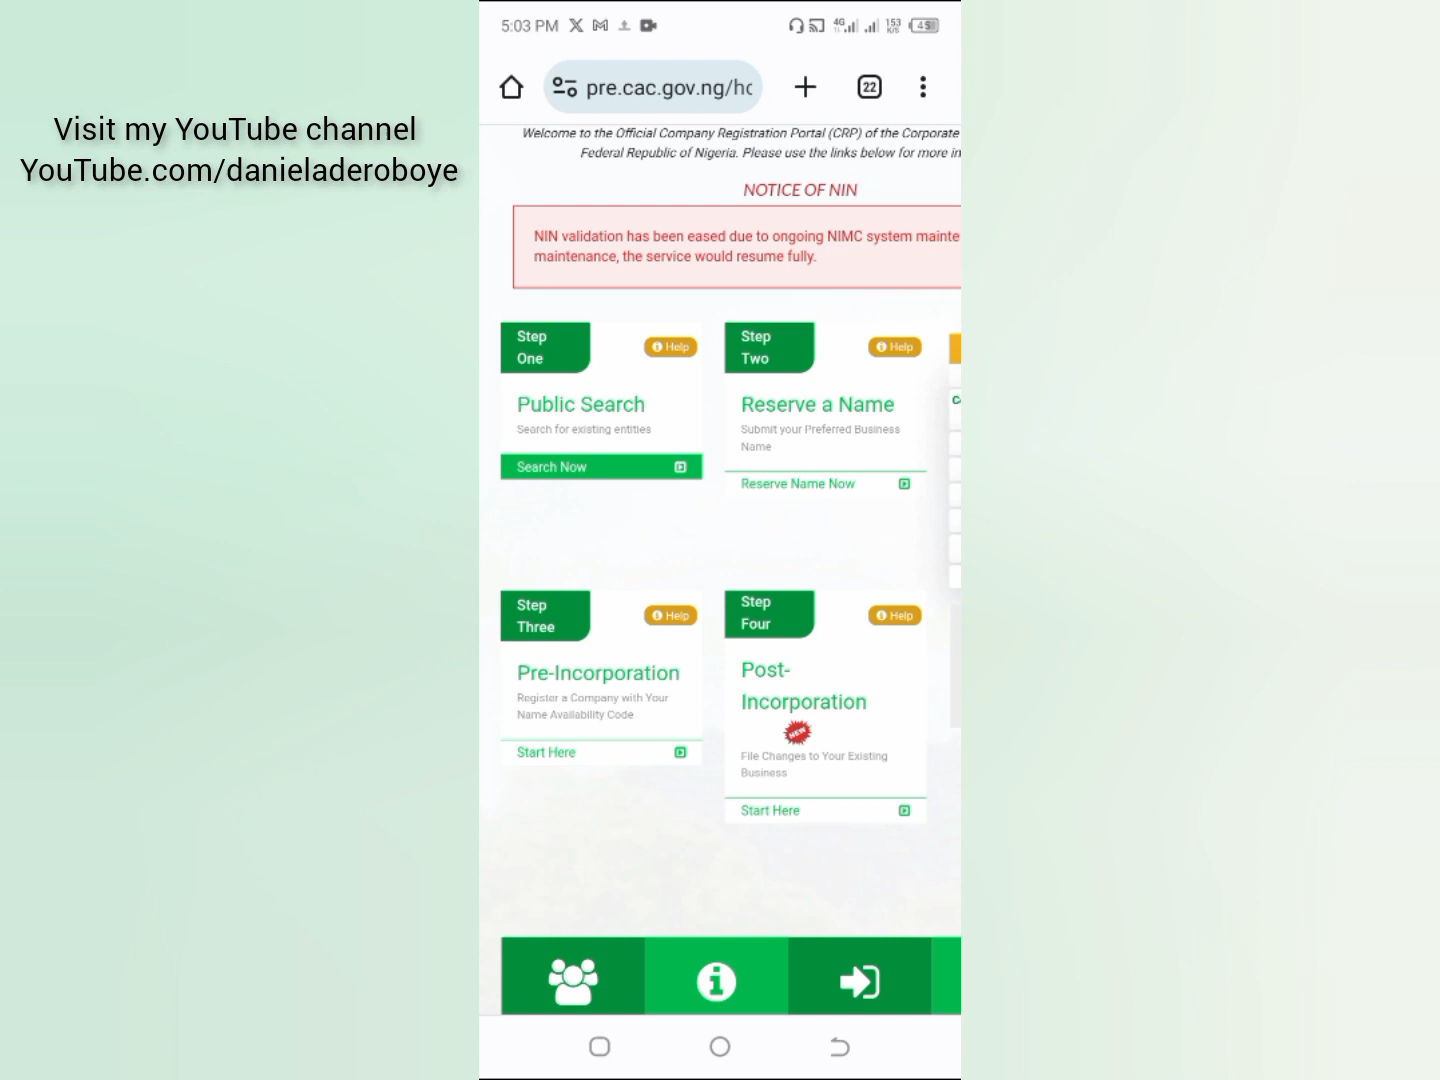 5:03 PM
4G
153
K/S
45
pre.cac.gov.ng/hc
22
Visit my YouTube channel
YouTube.com/danieladeroboye
Welcome to the Official Company Registration Portal (CRP) of the Corporate
Federal Republic of Nigeria. Please use the links below for more in
NOTICE OF NIN
NIN validation has been eased due to ongoing NIMC system mainte
maintenance, the service would resume fully.
Step
One
Help
Public Search
Search for existing entities
Search Now
Step
Two
Help
Reserve a Name
Submit your Preferred Business
Name
Reserve Name Now
Step
Three
Help
Pre-Incorporation
Register a Company with Your
Name Availability Code
Start Here
Step
Four
Help
Post-
Incorporation
NEW
File Changes to Your Existing
Business
Start Here